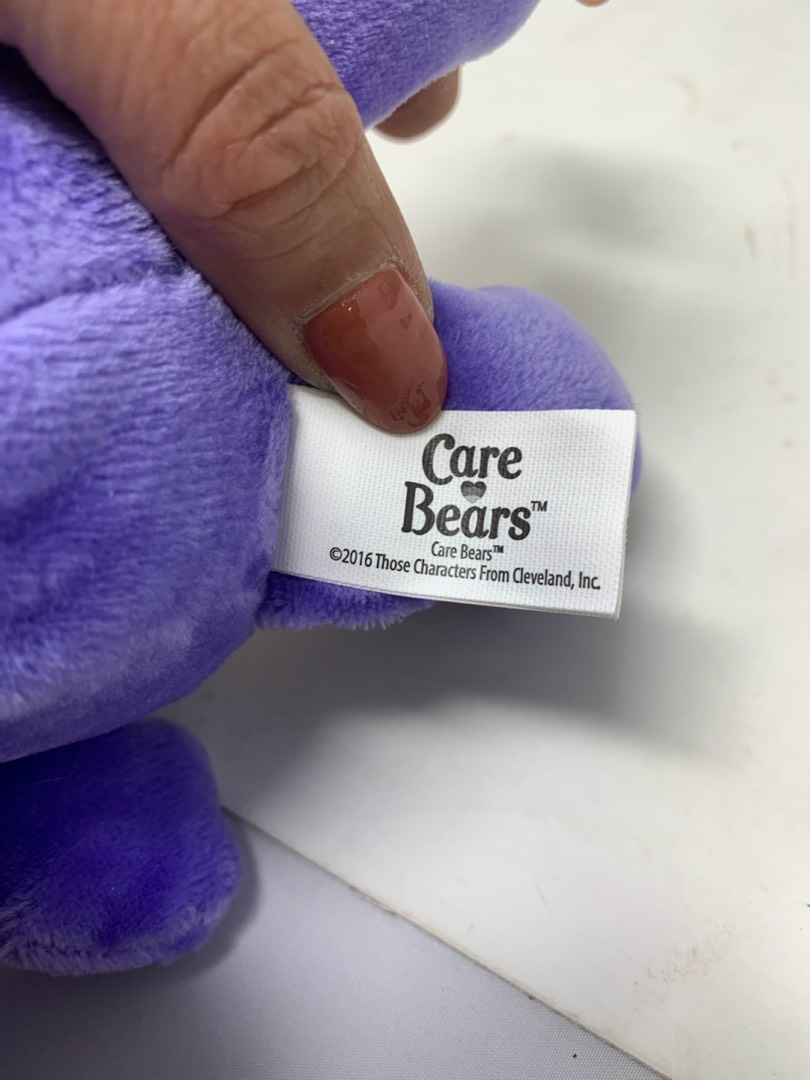 Care
Bears™
Care Bears™
©2016 Those Characters From Cleveland, Inc.